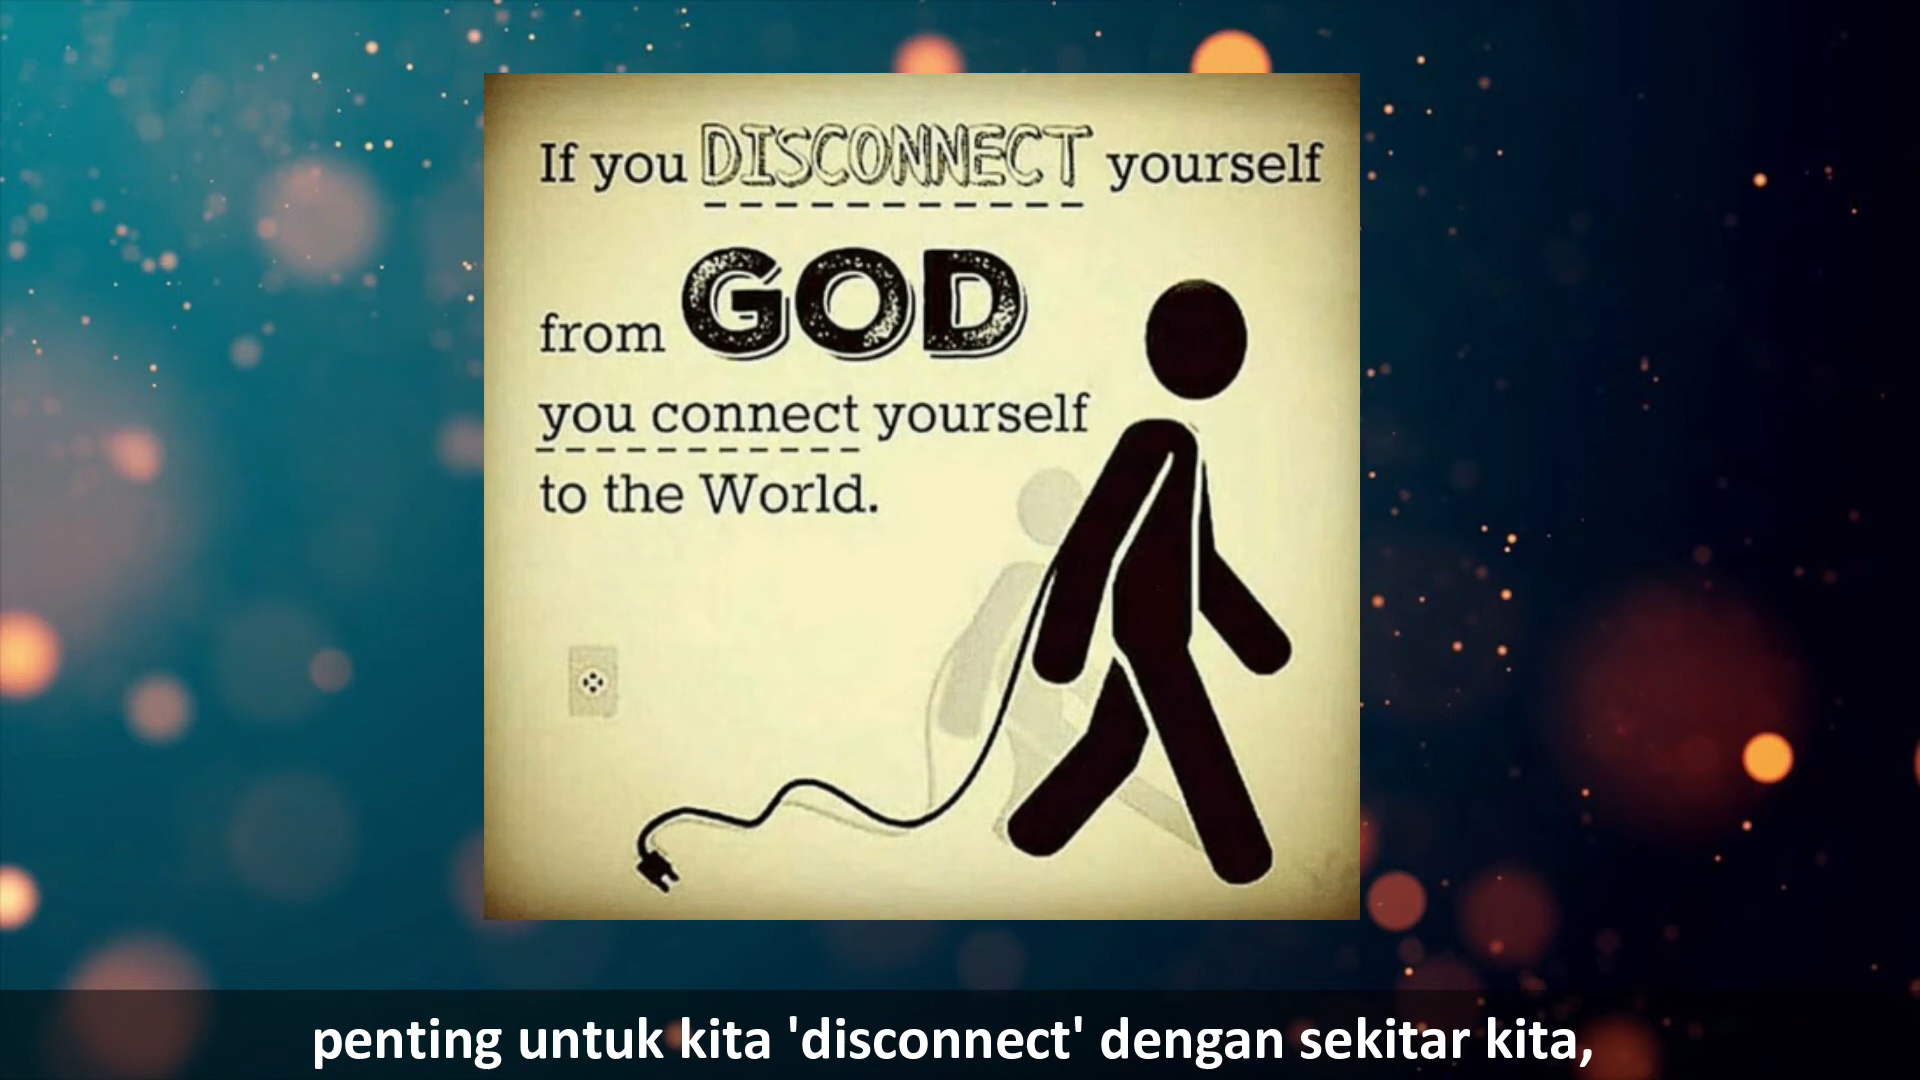 If you DISCONNECT yourself
from GOD
you connect yourself
to the World.
penting untuk kita 'disconnect' dengan sekitar kita,